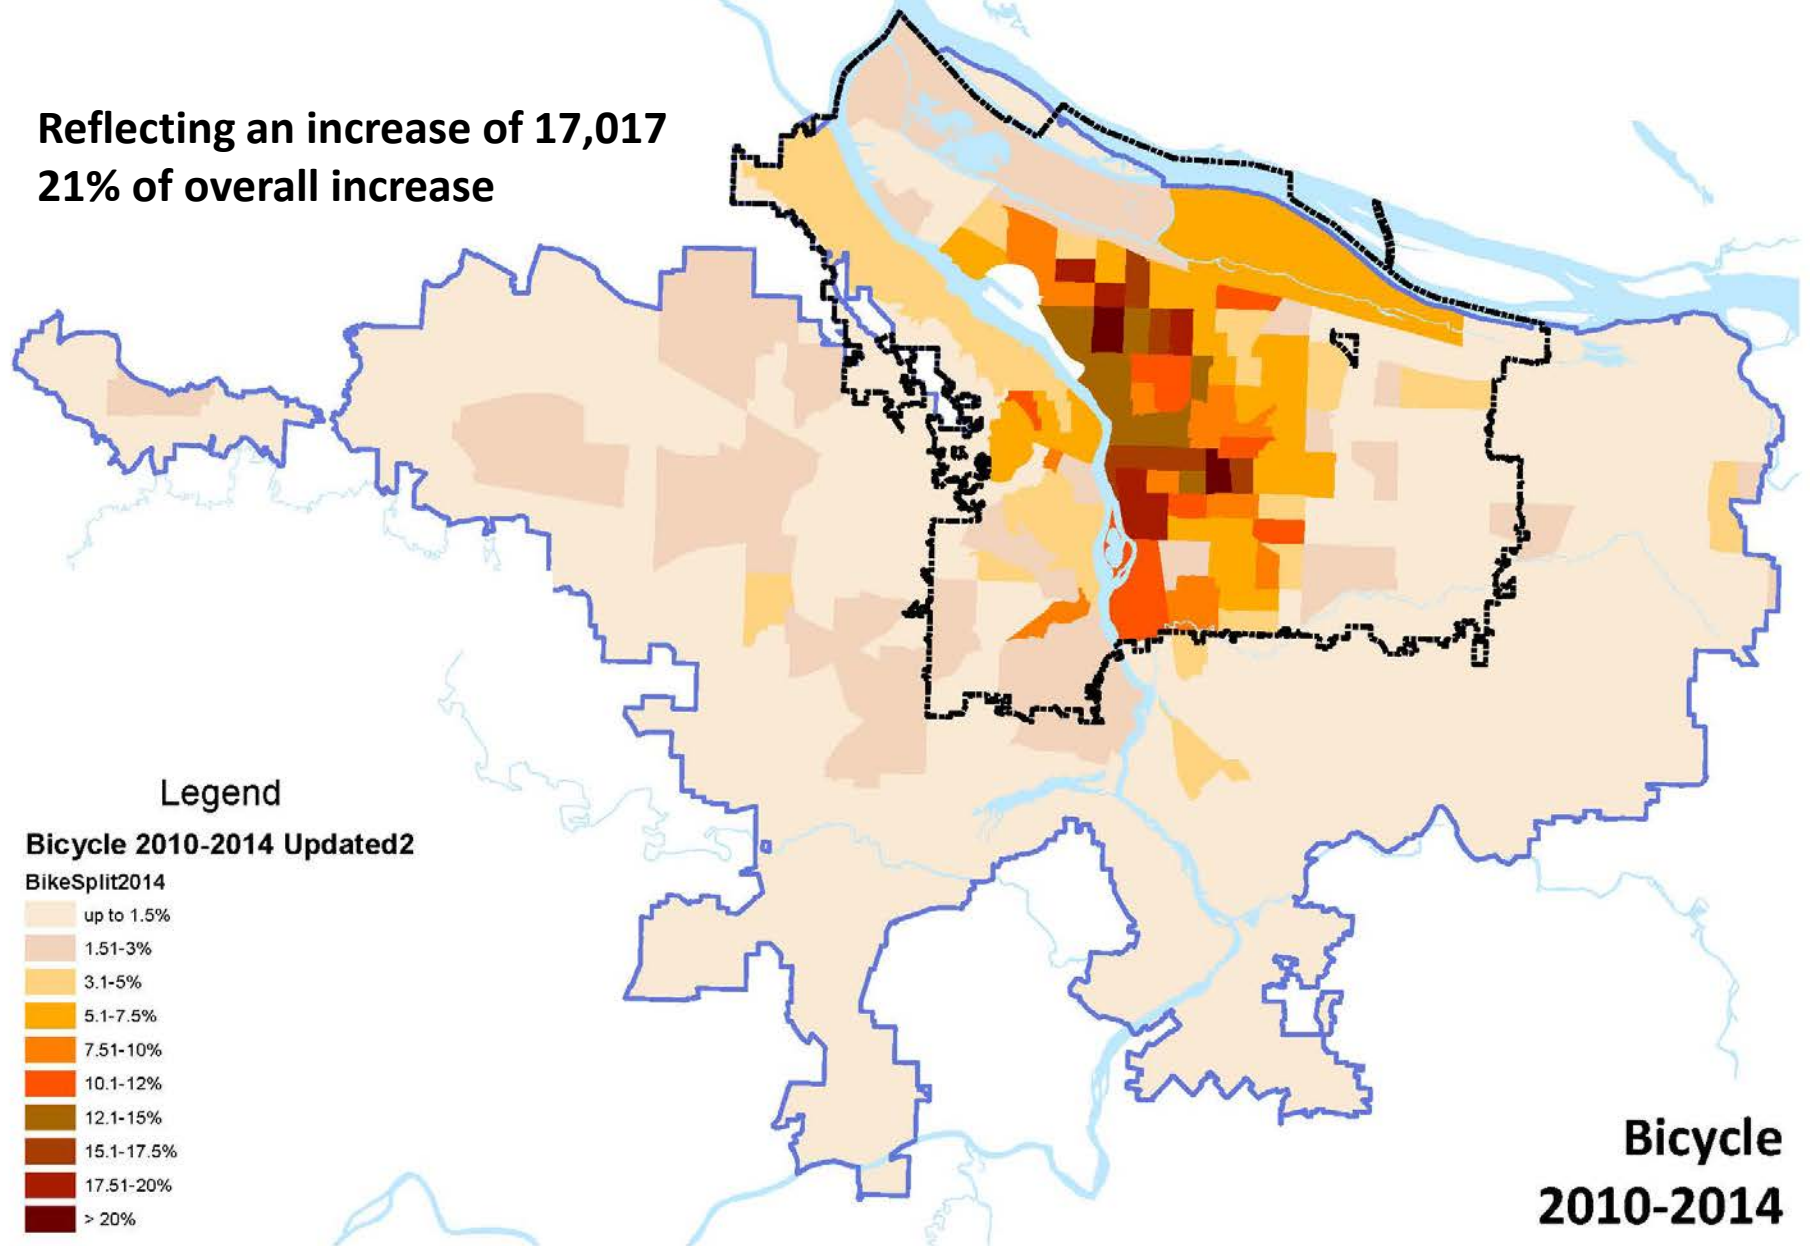 Reflecting an increase of 17,017
21% of overall increase
Legend
Bicycle 2010-2014 Updated2
BikeSplit2014
up to 1.5%
1.51-3%
3.1-5%
5.1-7.5%
7.51-10%
10.1-12%
12.1-15%
15.1-17.5%
17.51-20%
> 20%
Bicycle
2010-2014